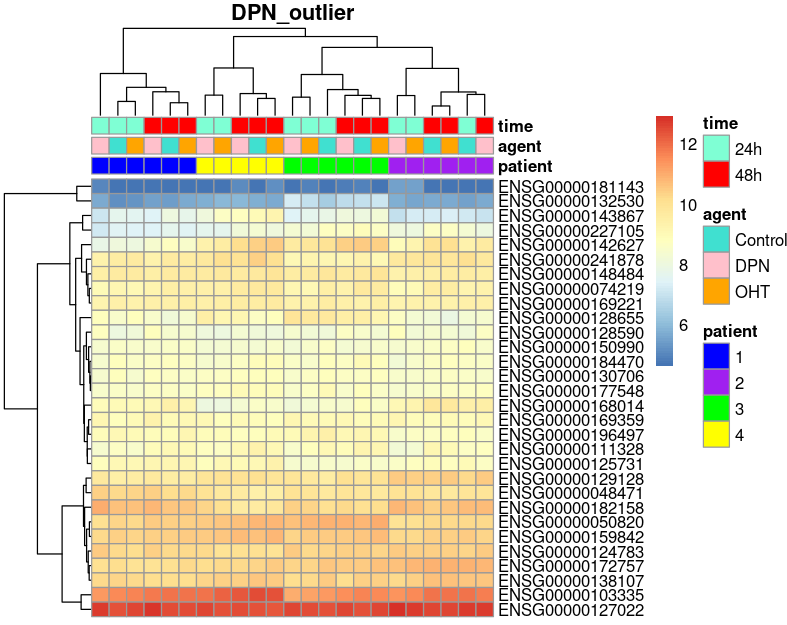 DPN_outlier
time
agent
patient
ENSG00000181143
ENSG00000132530
ENSG00000143867
ENSG00000227105
ENSG00000142627
ENSG00000241878
ENSG00000148484
ENSG00000074219
ENSG00000169221
ENSG00000128655
ENSG00000128590
ENSG00000150990
ENSG00000184470
ENSG00000130706
ENSG00000177548
ENSG00000168014
ENSG00000169359
ENSG00000196497
ENSG00000111328
ENSG00000125731
ENSG00000129128
ENSG00000048471
ENSG00000182158
ENSG00000050820
ENSG00000159842
ENSG00000124783
ENSG00000172757
ENSG00000138107
ENSG00000103335
ENSG00000127022
12
10
8
6
time
24h
48h
agent
Control
DPN
OHT
patient
1
2
3
4